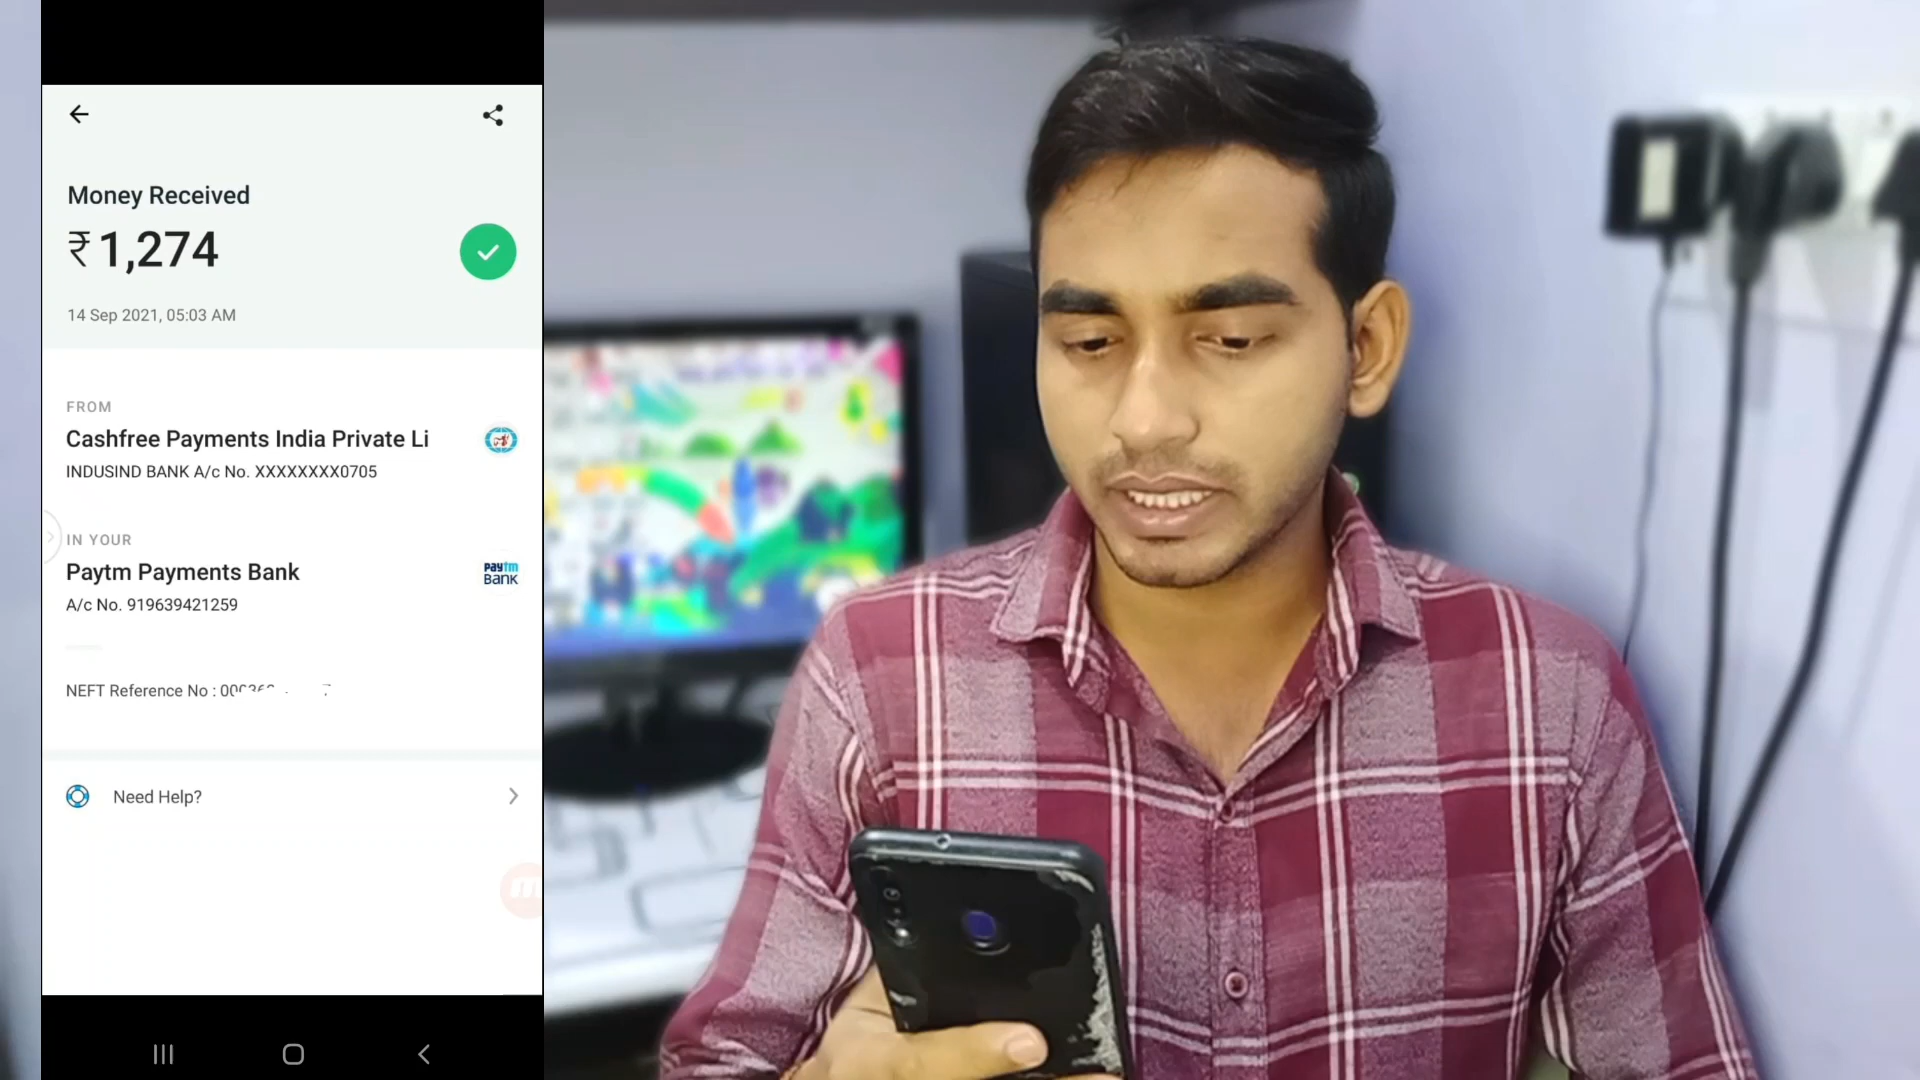 Money Received
₹1,274
14 Sep 2021, 05:03 AM
FROM
Cashfree Payments India Private Li
INDUSIND BANK A/c No. XXXXXXXX0705
IN YOUR
Paytm Payments Bank
paytm BANK
A/c No. 919639421259
NEFT Reference No :
Need Help?